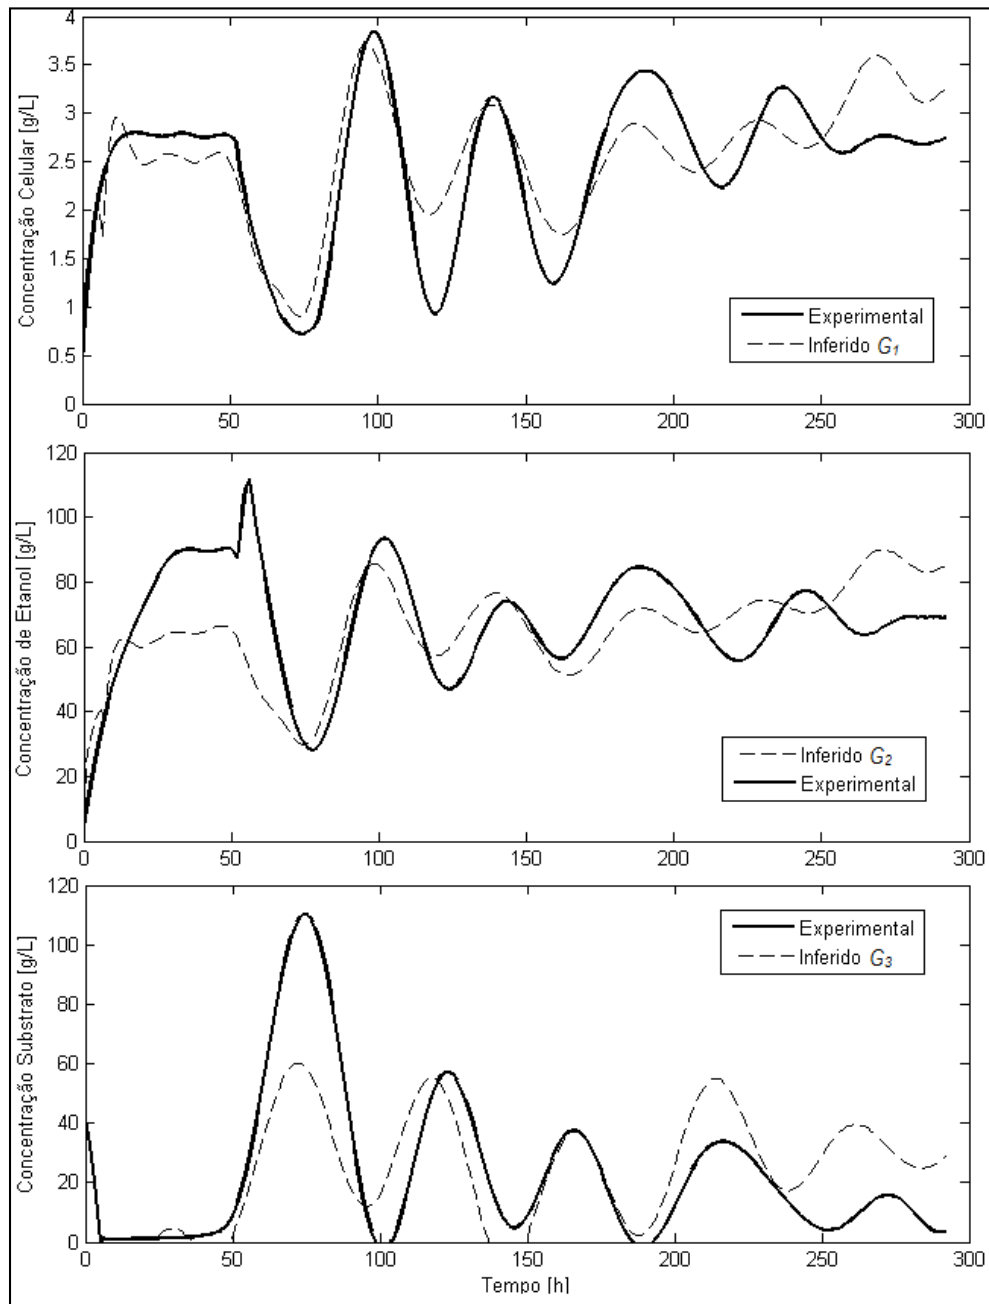 Concentração Celular [g/L]
4
3.5
3
2.5
2
1.5
1
0.5
0
Experimental
Inferido G1
0 50 100 150 200 250 300
Concentração de Etanol [g/L]
120
100
80
60
40
20
0
Inferido G2
Experimental
0 50 100 150 200 250 300
Concentração Substrato [g/L]
120
100
80
60
40
20
0
Experimental
Inferido G3
0 50 100 150 200 250 300
Tempo [h]